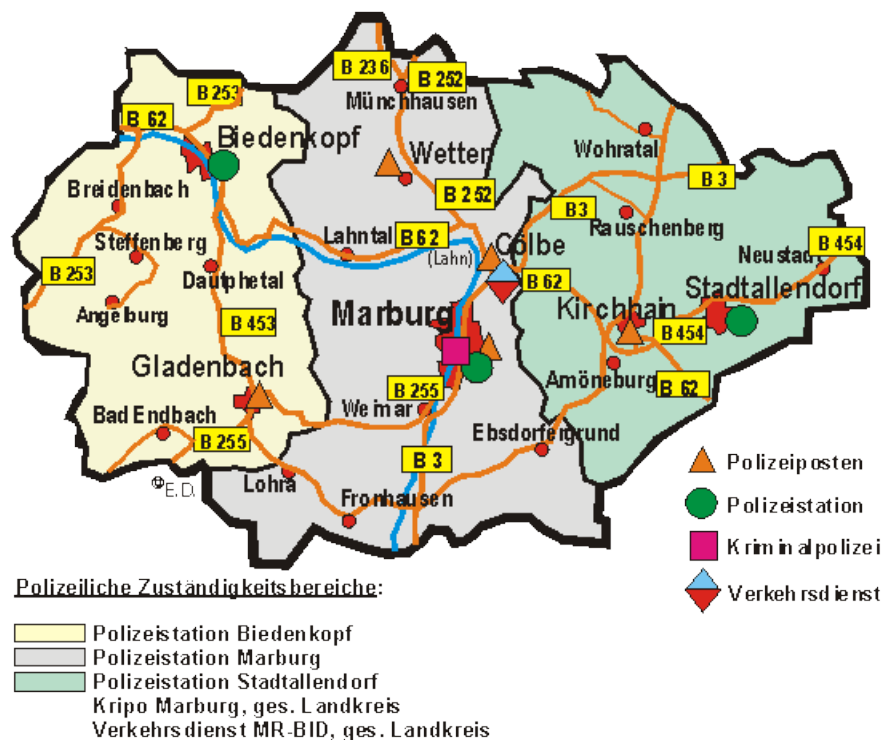 B 236
B 252
Münchhausen
B 253
B 62
Biedenkopf
Wetter
Wohratal
B 3
Breidenbach
B 252
B3
Rauschenberg
Steffenberg
Lahntal
B 62
(Lahn)
Cölbe
Neustadt
B 454
B 253
Dautphetal
B 62
Stadtallendorf
Angelburg
Marburg
Kirchhain
B 453
B 454
Gladenbach
Amöneburg
B 255
B 62
Bad Endbach
Weimar
B 255
Ebsdorfergrund
B 3
E.D.
Lohra
Fronhausen
Polizeiposten
Polizeistation
Kriminalpolizei
Verkehrsdienst
Polizeiliche Zuständigkeitsbereiche:
Polizeistation Biedenkopf
Polizeistation Marburg
Polizeistation Stadtallendorf
Kripo Marburg, ges. Landkreis
Verkehrsdienst MR-BID, ges. Landkreis